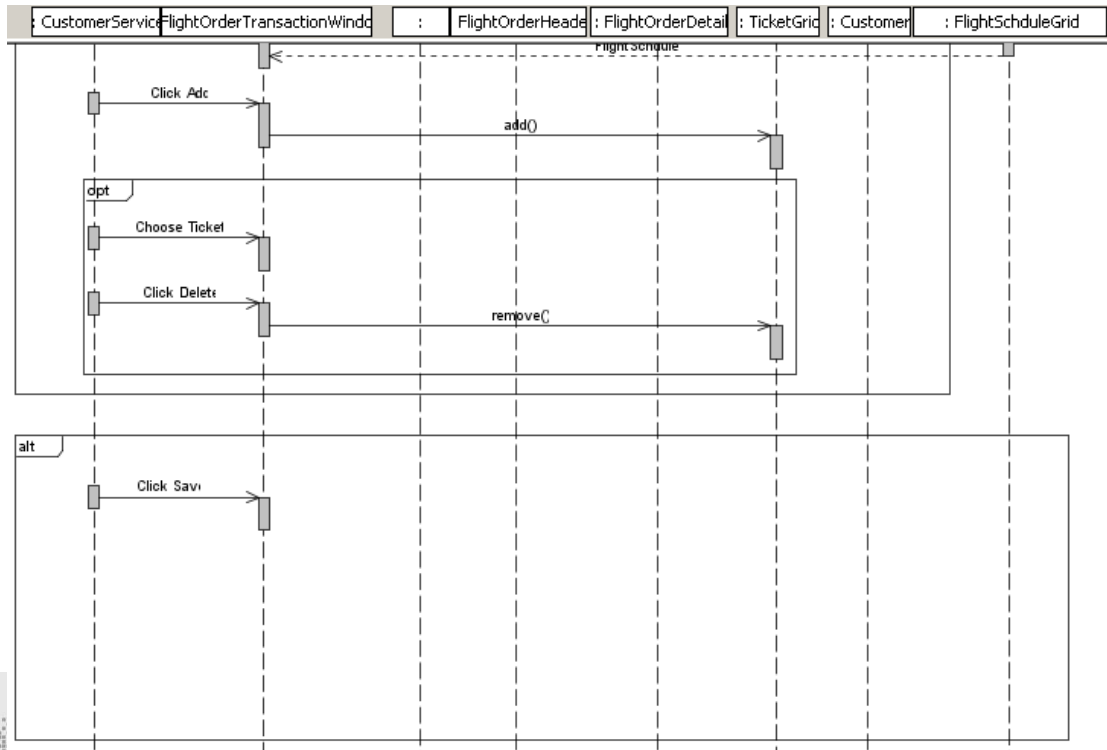 : CustomerService
FlightOrderTransactionWindo
:
FlightOrderHeade
: FlightOrderDetail
: TicketGrid
: Customer
: FlightSchduleGrid
FlightSchdule
Click Add
add()
opt
Choose Ticket
Click Delete
remove()
alt
Click Save